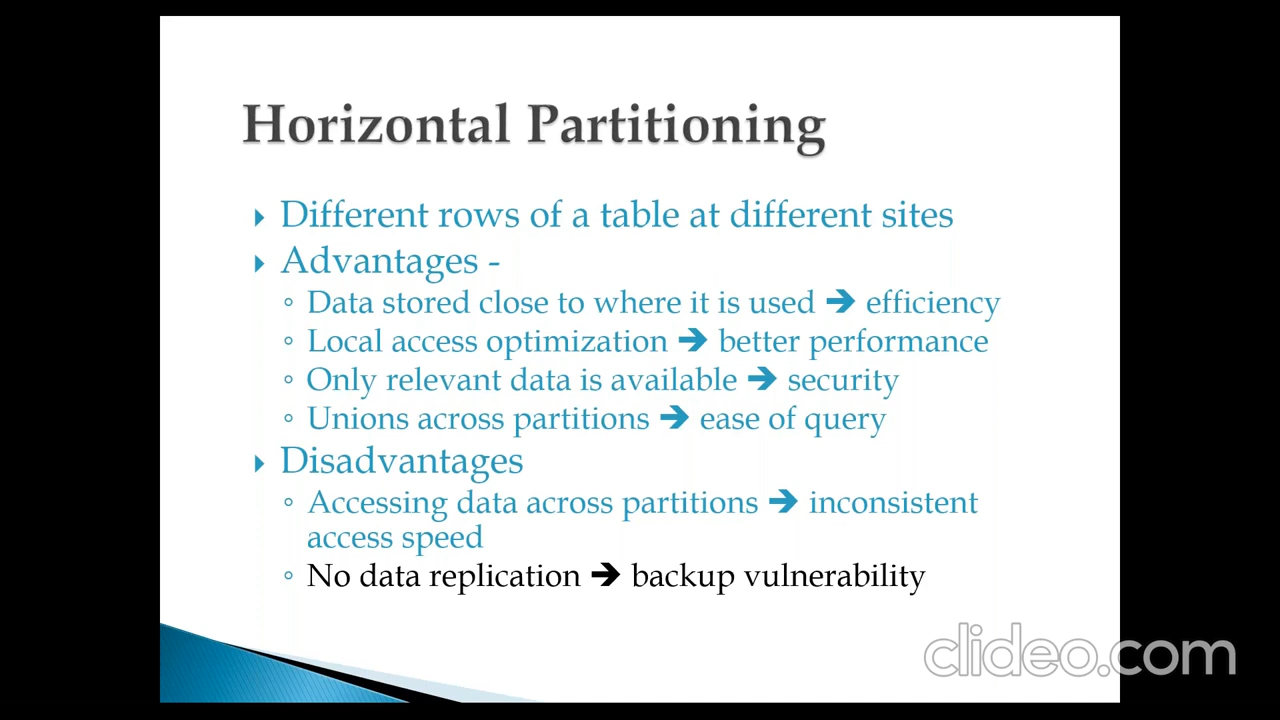 Horizontal Partitioning
Different rows of a table at different sites
Advantages -
Data stored close to where it is used ➔ efficiency
Local access optimization ➔ better performance
Only relevant data is available ➔ security
Unions across partitions ➔ ease of query
Disadvantages
Accessing data across partitions ➔ inconsistent
access speed
No data replication ➔ backup vulnerability
clideo.com